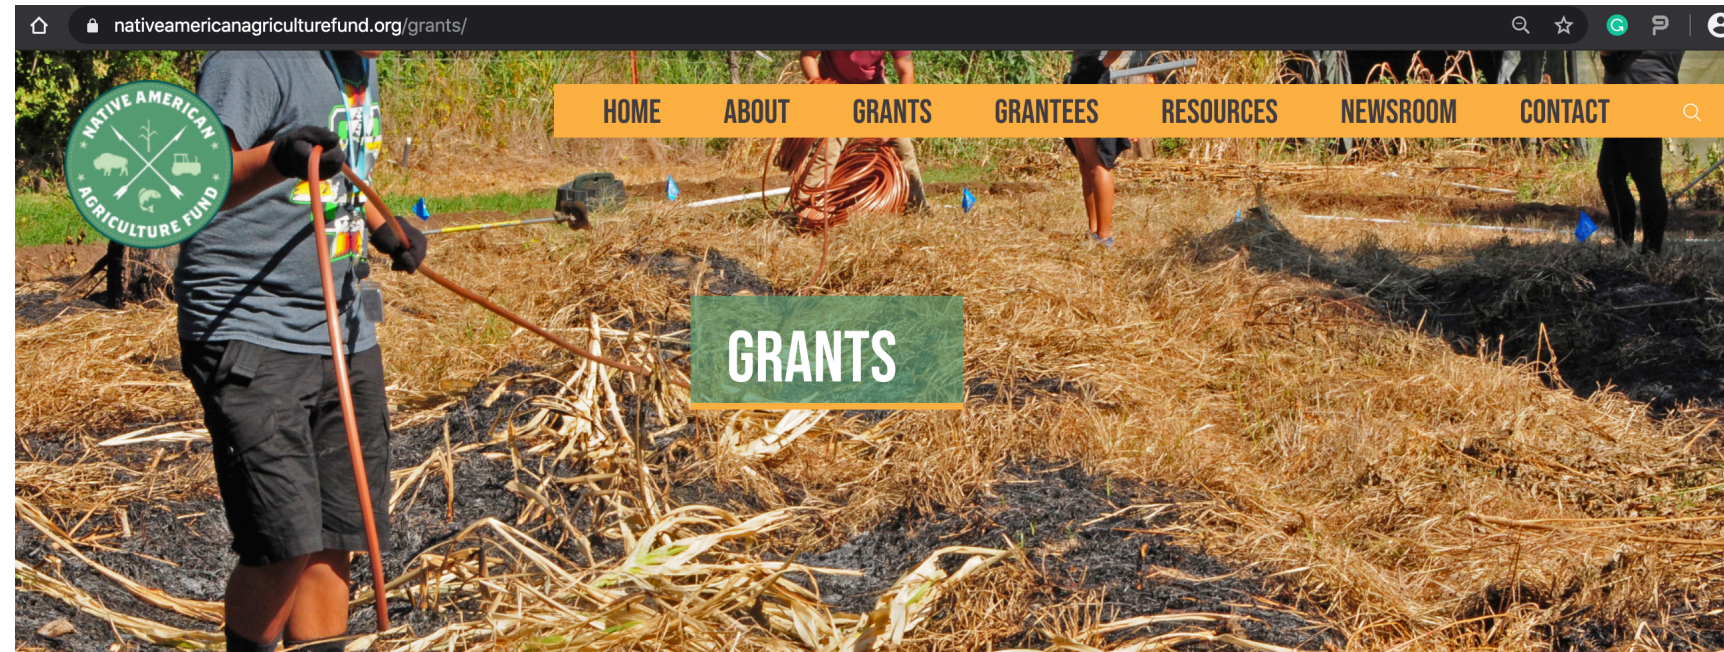 nativeamericanagriculturefund.org/grants/
NATIVE AMERICAN
AGRICULTURE FUND
HOME ABOUT GRANTS GRANTEES RESOURCES NEWSROOM CONTACT
GRANTS